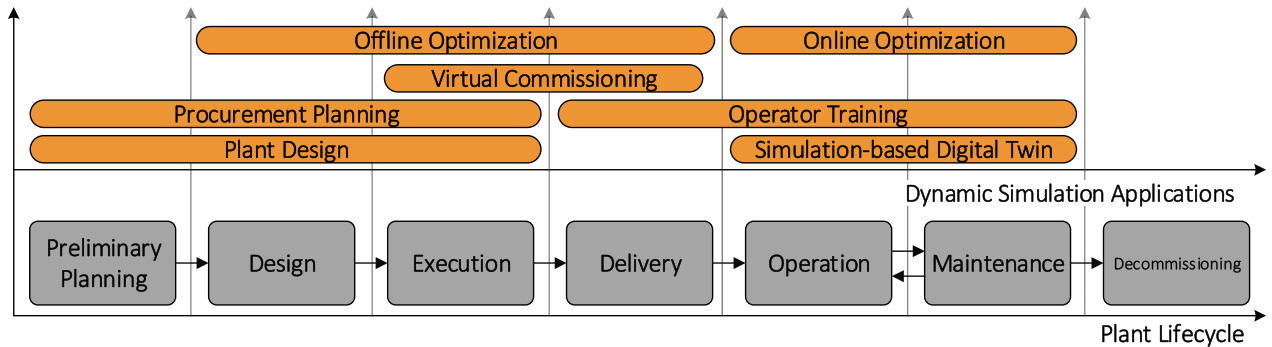 Offline Optimization
Online Optimization
Virtual Commissioning
Procurement Planning
Operator Training
Plant Design
Simulation-based Digital Twin
Dynamic Simulation Applications
Preliminary
Planning
Design
Execution
Delivery
Operation
Maintenance
Decommissioning
Plant Lifecycle